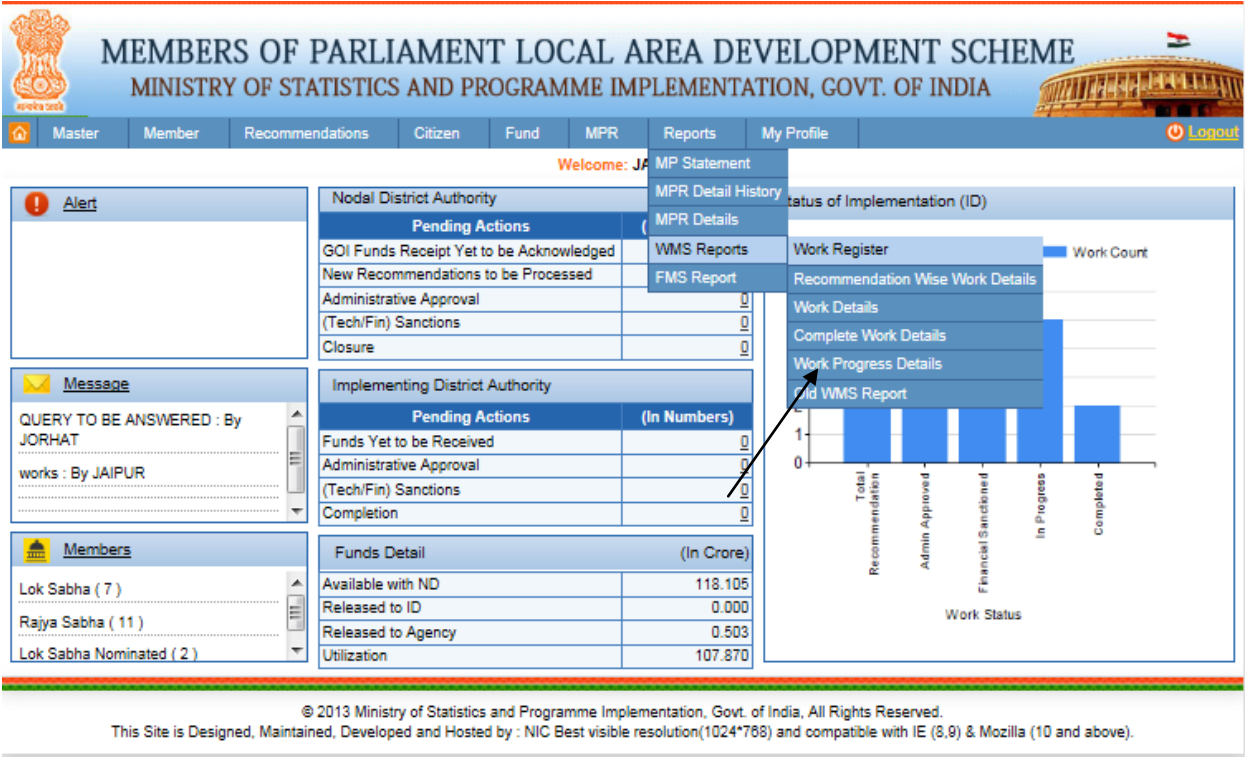 सत्यमेव जयते
MEMBERS OF PARLIAMENT LOCAL AREA DEVELOPMENT SCHEME
MINISTRY OF STATISTICS AND PROGRAMME IMPLEMENTATION, GOVT. OF INDIA
Master Member Recommendations Citizen Fund MPR Reports My Profile Logout
Welcome:
MP Statement
MPR Detail History
MPR Details
WMS Reports
FMS Report
Work Register
Recommendation Wise Work Details
Work Details
Complete Work Details
Work Progress Details
Old WMS Report
Alert
Message
QUERY TO BE ANSWERED : By
JORHAT
works : By JAIPUR
Members
Lok Sabha ( 7 )
Rajya Sabha ( 11 )
Lok Sabha Nominated ( 2 )
Nodal District Authority
Pending Actions (
GOI Funds Receipt Yet to be Acknowledged
New Recommendations to be Processed
Administrative Approval 0
(Tech/Fin) Sanctions 0
Closure 0
Implementing District Authority
Pending Actions (In Numbers)
Funds Yet to be Received 0
Administrative Approval 0
(Tech/Fin) Sanctions 0
Completion 0
Funds Detail (In Crore)
Available with ND 118.105
Released to ID 0.000
Released to Agency 0.503
Utilization 107.870
of Implementation (ID)
Work Count
2
1
0
Total Recommendation
Admin Approved
Financial Sanctioned
In Progress
Completed
Work Status
© 2013 Ministry of Statistics and Programme Implementation, Govt. of India, All Rights Reserved.
This Site is Designed, Maintained, Developed and Hosted by : NIC Best visible resolution(1024*768) and compatible with IE (8,9) & Mozilla (10 and above).